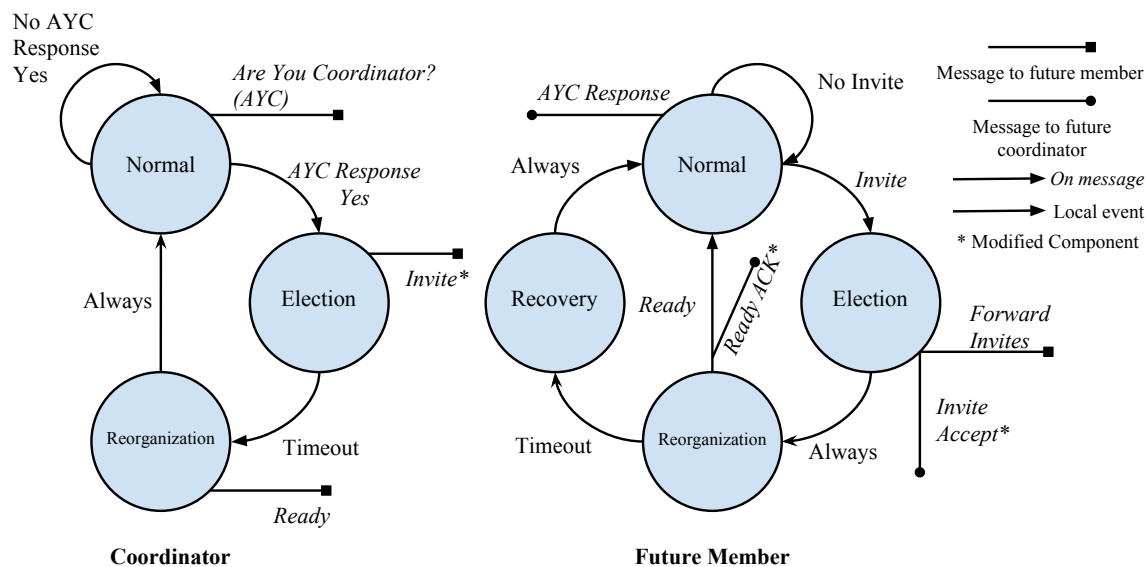 No AYC
Response
Yes
Are You Coordinator?
(AYC)
Normal
AYC Response
Yes
Election
Invite*
Always
Reorganization
Timeout
Ready
Coordinator
AYC Response
No Invite
Normal
Always
Invite
Recovery
Ready
Ready ACK*
Election
Forward
Invites
Timeout
Reorganization
Always
Invite
Accept*
Future Member
Message to future member
Message to future
coordinator
On message
Local event
* Modified Component